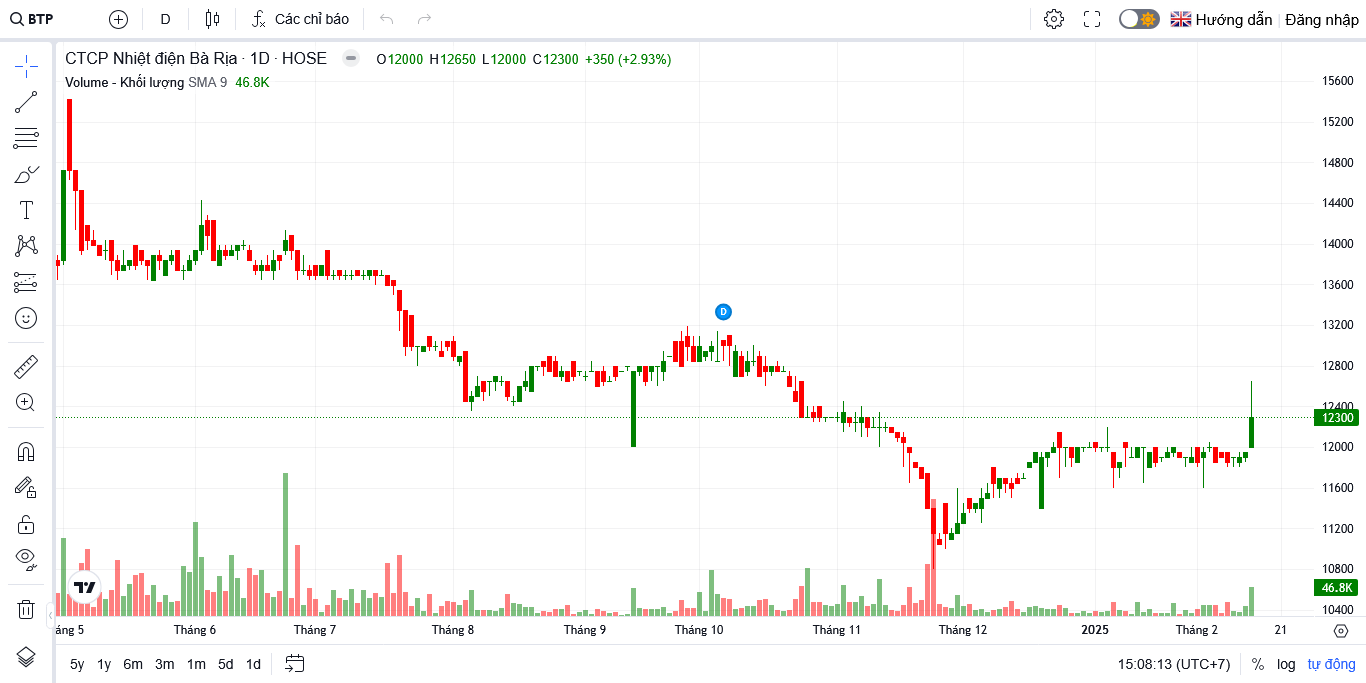 BTP D Các chỉ báo Hướng dẫn Đăng nhập
CTCP Nhiệt điện Bà Rịa · 1D · HOSE O12000 H12650 L12000 C12300 +350 (+2.93%)
Volume - Khối lượng SMA 9 46.8K
15600
15200
14800
14400
14000
13600
13200
D
12800
12400
12300
12000
11600
11200
10800
46.8K
10400
áng 5 Tháng 6 Tháng 7 Tháng 8 Tháng 9 Tháng 10 Tháng 11 Tháng 12 2025 Tháng 2 21
5y 1y 6m 3m 1m 5d 1d 15:08:13 (UTC+7) % log tự động